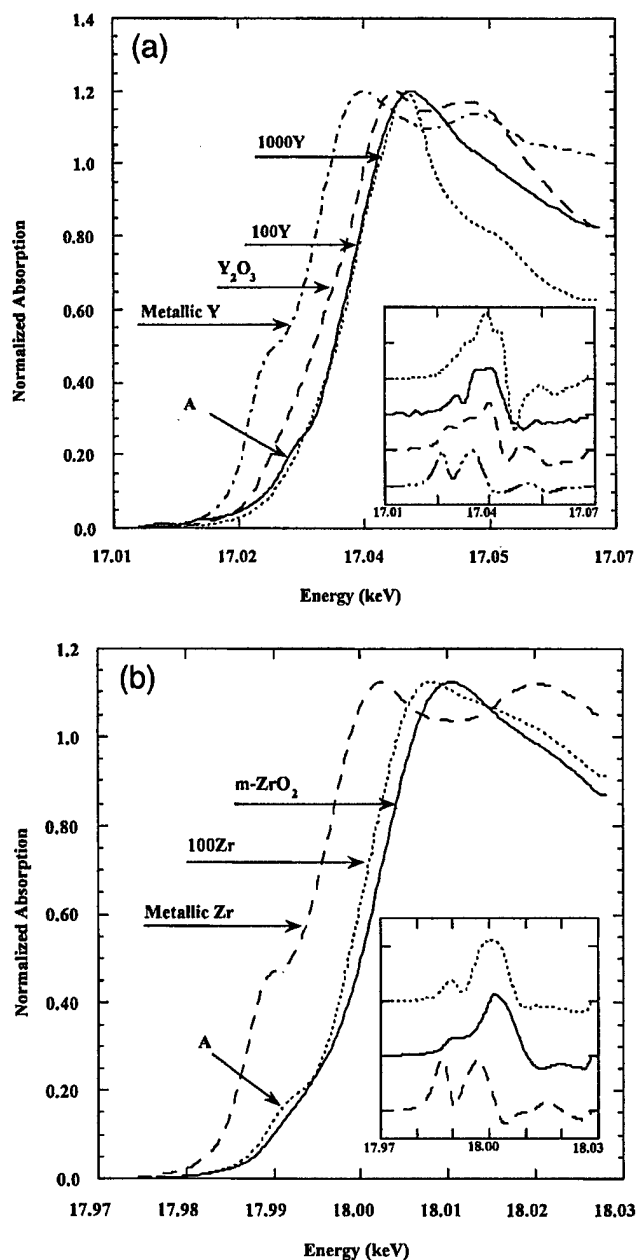 (a)
1.4
1.2
1.0
0.80
0.60
0.40
0.20
0.0
Normalized Absorption
1000Y
100Y
Y₂O₃
Metallic Y
A
17.01 17.04 17.07
17.01 17.02 17.04 17.05 17.07
Energy (keV)
(b)
1.2
1.0
0.80
0.60
0.40
0.20
0.0
Normalized Absorption
m-ZrO₂
100Zr
Metallic Zr
A
17.97 18.00 18.03
17.97 17.98 17.99 18.00 18.01 18.02 18.03
Energy (keV)